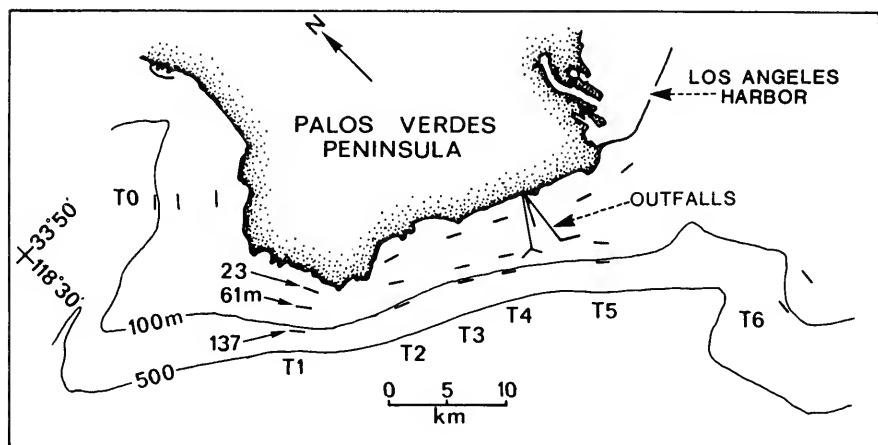 N
LOS ANGELES
HARBOR
PALOS VERDES
PENINSULA
T0
OUTFALLS
33°50'
118°30'
23
61m
100m
137
500
T1
T2
T3
T4
T5
T6
0 5 10
km